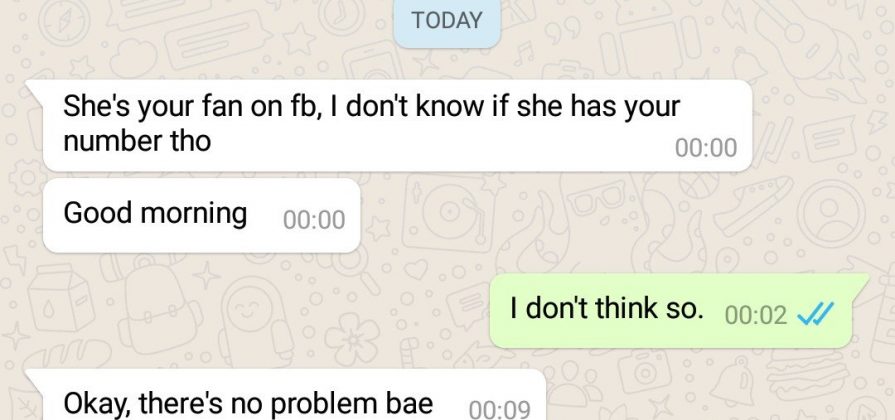 TODAY
She's your fan on fb, I don't know if she has your
number tho
00:00
Good morning 00:00
I don't think so. 00:02
Okay, there's no problem bae 00:09